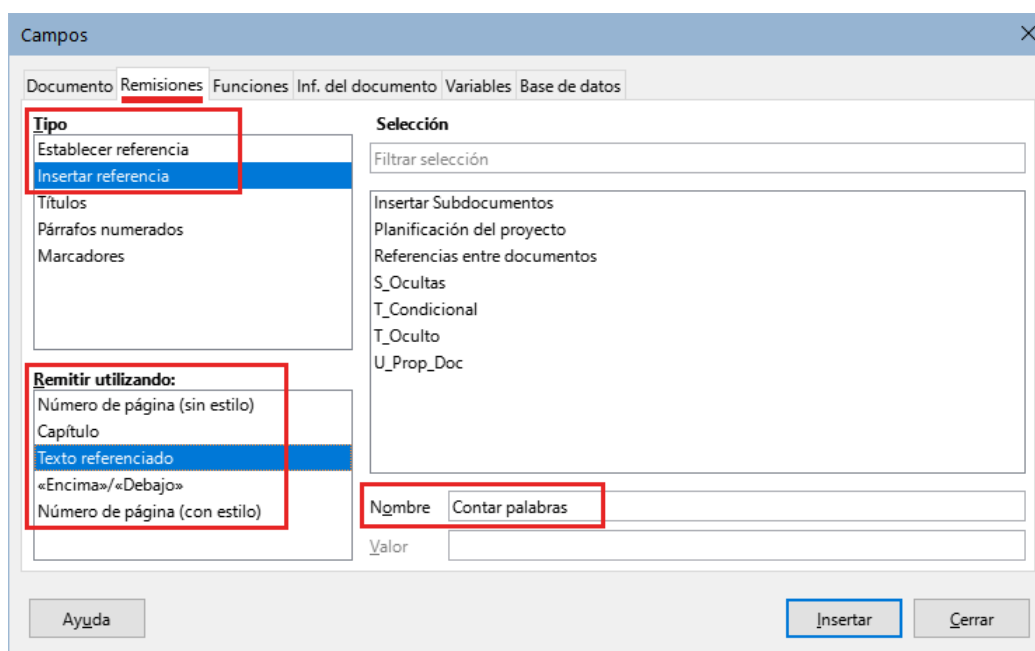 Campos
Documento Remisiones Funciones Inf. del documento Variables Base de datos
Tipo
Establecer referencia
Insertar referencia
Títulos
Párrafos numerados
Marcadores
Remitir utilizando:
Número de página (sin estilo)
Capítulo
Texto referenciado
«Encima»/«Debajo»
Número de página (con estilo)
Selección
Filtrar selección
Insertar Subdocumentos
Planificación del proyecto
Referencias entre documentos
S_Ocultas
T_Condicional
T_Oculto
U_Prop_Doc
Nombre Contar palabras
Valor
Ayuda Insertar Cerrar